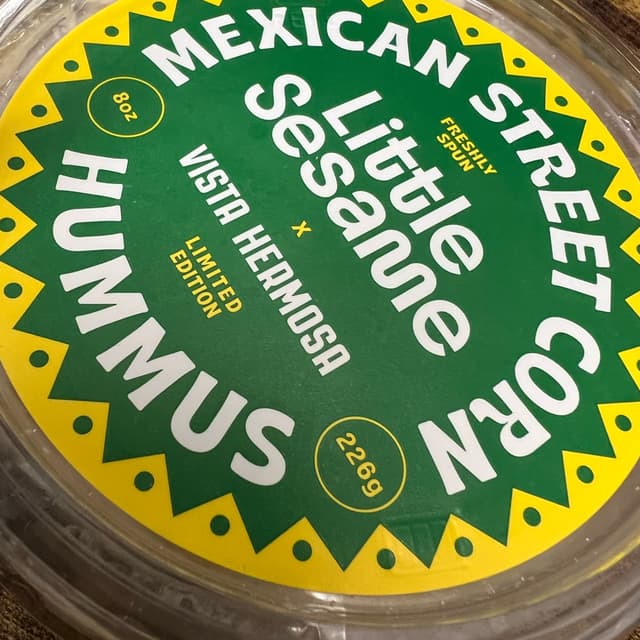 MEXICAN STREET CORN
HUMMUS
8oz
FRESHLY
SPUN
Little
Sesame
x
VISTA HERMOSA
LIMITED
EDITION
226g